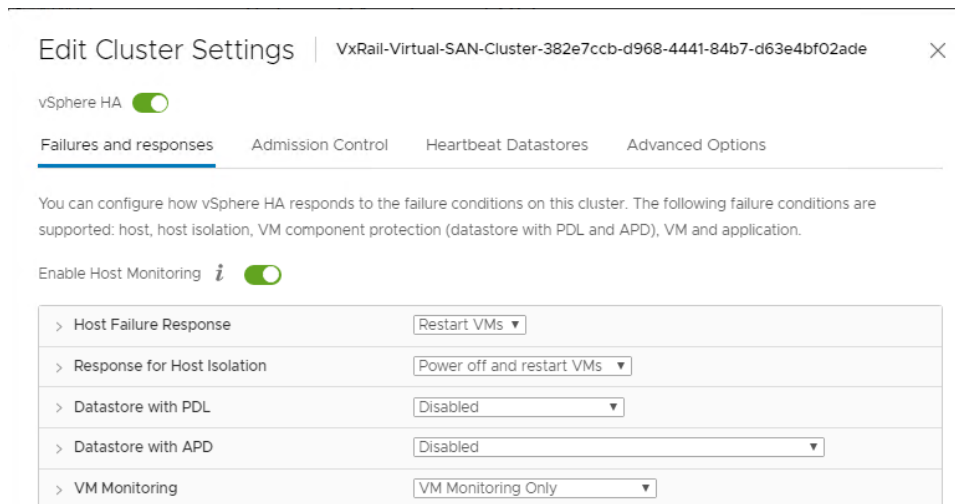 Edit Cluster Settings VxRail-Virtual-SAN-Cluster-382e7ccb-d968-4441-84b7-d63e4bf02ade
vSphere HA
Failures and responses Admission Control Heartbeat Datastores Advanced Options
You can configure how vSphere HA responds to the failure conditions on this cluster. The following failure conditions are
supported: host, host isolation, VM component protection (datastore with PDL and APD), VM and application.
Enable Host Monitoring i
Host Failure Response Restart VMs
Response for Host Isolation Power off and restart VMs
Datastore with PDL Disabled
Datastore with APD Disabled
VM Monitoring VM Monitoring Only